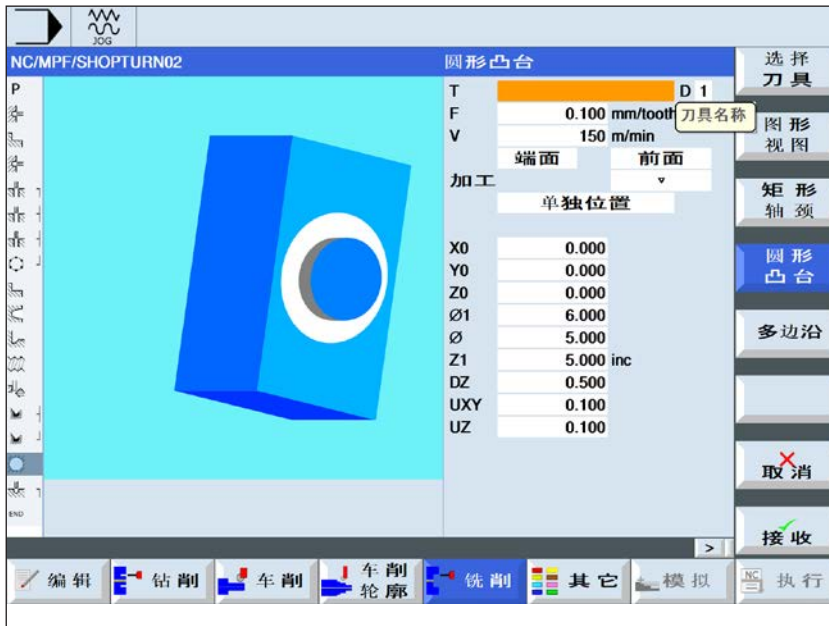 JOG
NC/MPF/SHOPTURN02
圆形凸台
P
T D 1
F 0.100 mm/tooth
刀具名称
V 150 m/min
端面 前面
加工 ▿
单独位置
X0 0.000
Y0 0.000
Z0 0.000
Ø1 6.000
Ø 5.000
Z1 5.000 inc
DZ 0.500
UXY 0.100
UZ 0.100
END
选择
刀具
图形
视图
矩形
轴颈
圆形
凸台
多边沿
取消
接收
>
编辑
钻削
车削
车削
轮廓
铣削
其它
模拟
NC
执行